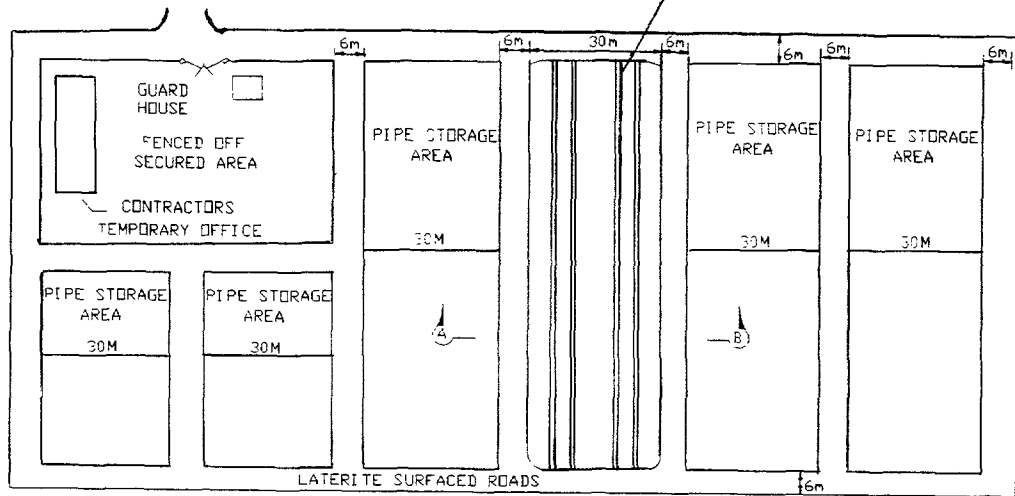 6m
6m
30m
6m
6m
6m
6m
GUARD
HOUSE
FENCED OFF
SECURED AREA
CONTRACTORS
TEMPORARY OFFICE
PIPE STORAGE
AREA
30M
PIPE STORAGE
AREA
30M
PIPE STORAGE
AREA
30M
PIPE STORAGE
AREA
30M
PIPE STORAGE
AREA
30M
A
B
LATERITE SURFACED ROADS
6m